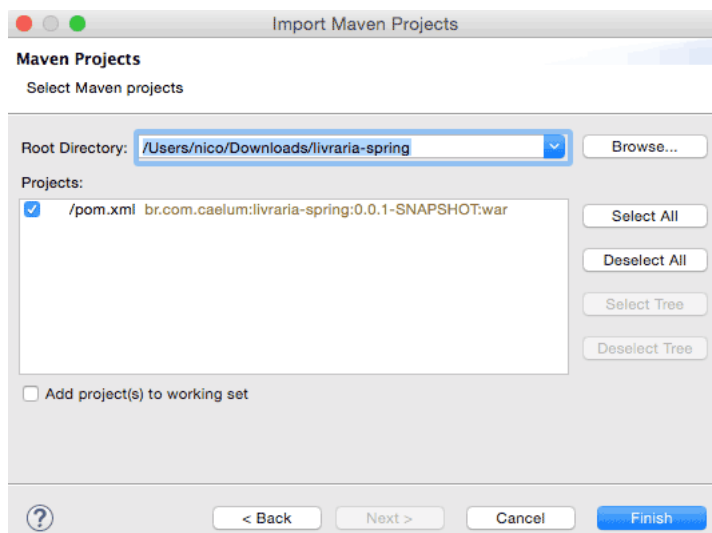 Import Maven Projects
Maven Projects
Select Maven projects
Root Directory: /Users/nico/Downloads/livraria-spring Browse...
Projects:
/pom.xml br.com.caelum:livraria-spring:0.0.1-SNAPSHOT:war
Select All
Deselect All
Select Tree
Deselect Tree
Add project(s) to working set
? < Back Next > Cancel Finish